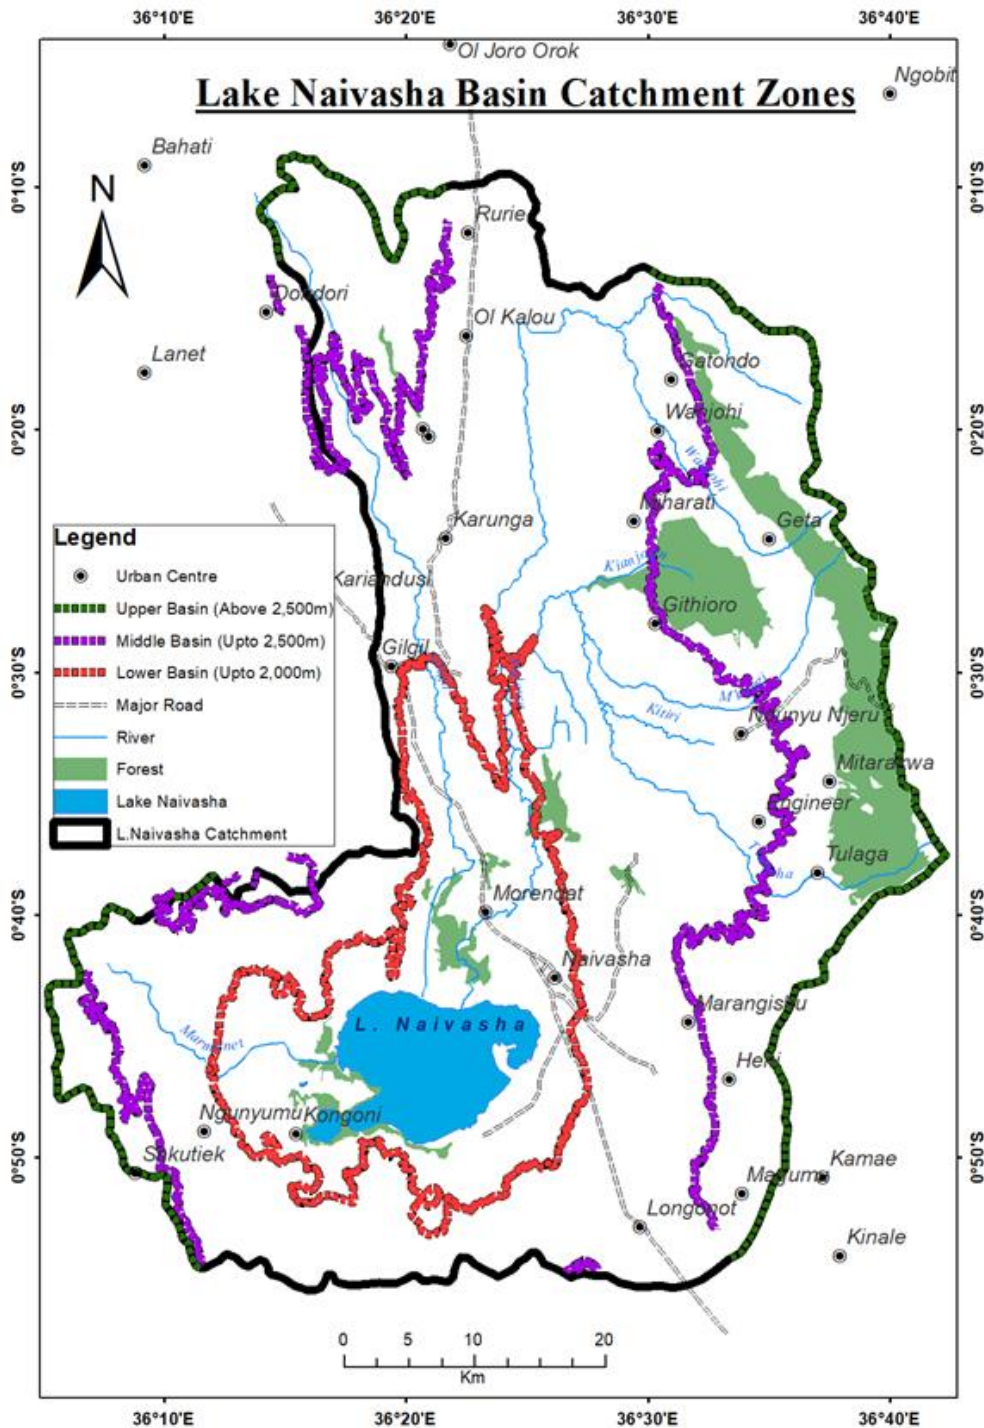 36°10'E 36°20'E 36°30'E 36°40'E
Ol Joro Orok
Ngobit
Lake Naivasha Basin Catchment Zones
Bahati
N
0°10'S 0°10'S
Rurie
Dondori
Ol Kalou
Lanet
Gatondo
Wanjohi
0°20'S 0°20'S
Wanjohi
Miharati
Karunga
Geta
Legend
Urban Centre
Upper Basin (Above 2,500m)
Middle Basin (Upto 2,500m)
Lower Basin (Upto 2,000m)
Major Road
River
Forest
Lake Naivasha
L.Naivasha Catchment
Kariandusi
Githioro
Gilgil
0°30'S 0°30'S
Kitiri
Ndunyu Njeru
Engineer
Tulaga
0°40'S 0°40'S
Morendat
Naivasha
L. Naivasha
Marangishu
Marmonet
Heni
Ngunyumu
Kongoni
0°50'S 0°50'S
Magumu
Kamae
Longonot
Kinale
0 5 10 20
Km
36°10'E 36°20'E 36°30'E 36°40'E